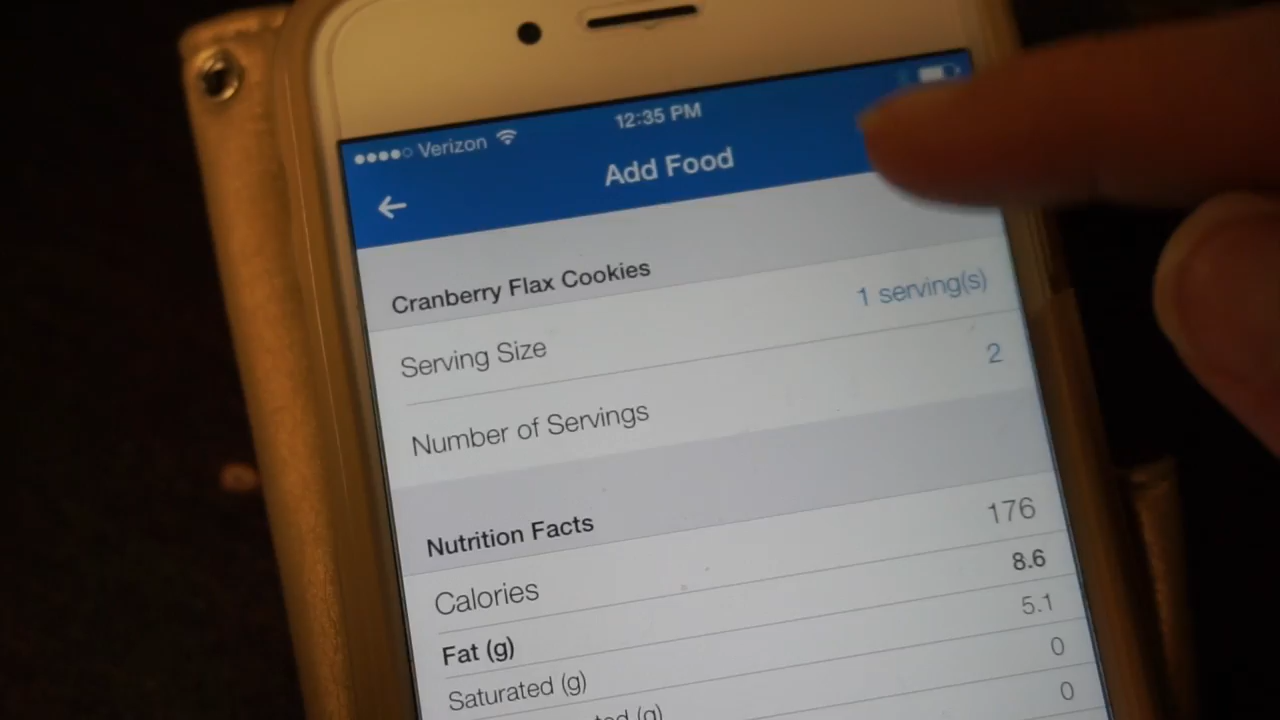 Verizon 12:35 PM
Add Food
Cranberry Flax Cookies
Serving Size 1 serving(s)
Number of Servings 2
Nutrition Facts
Calories 176
Fat (g) 8.6
Saturated (g) 5.1
0
0